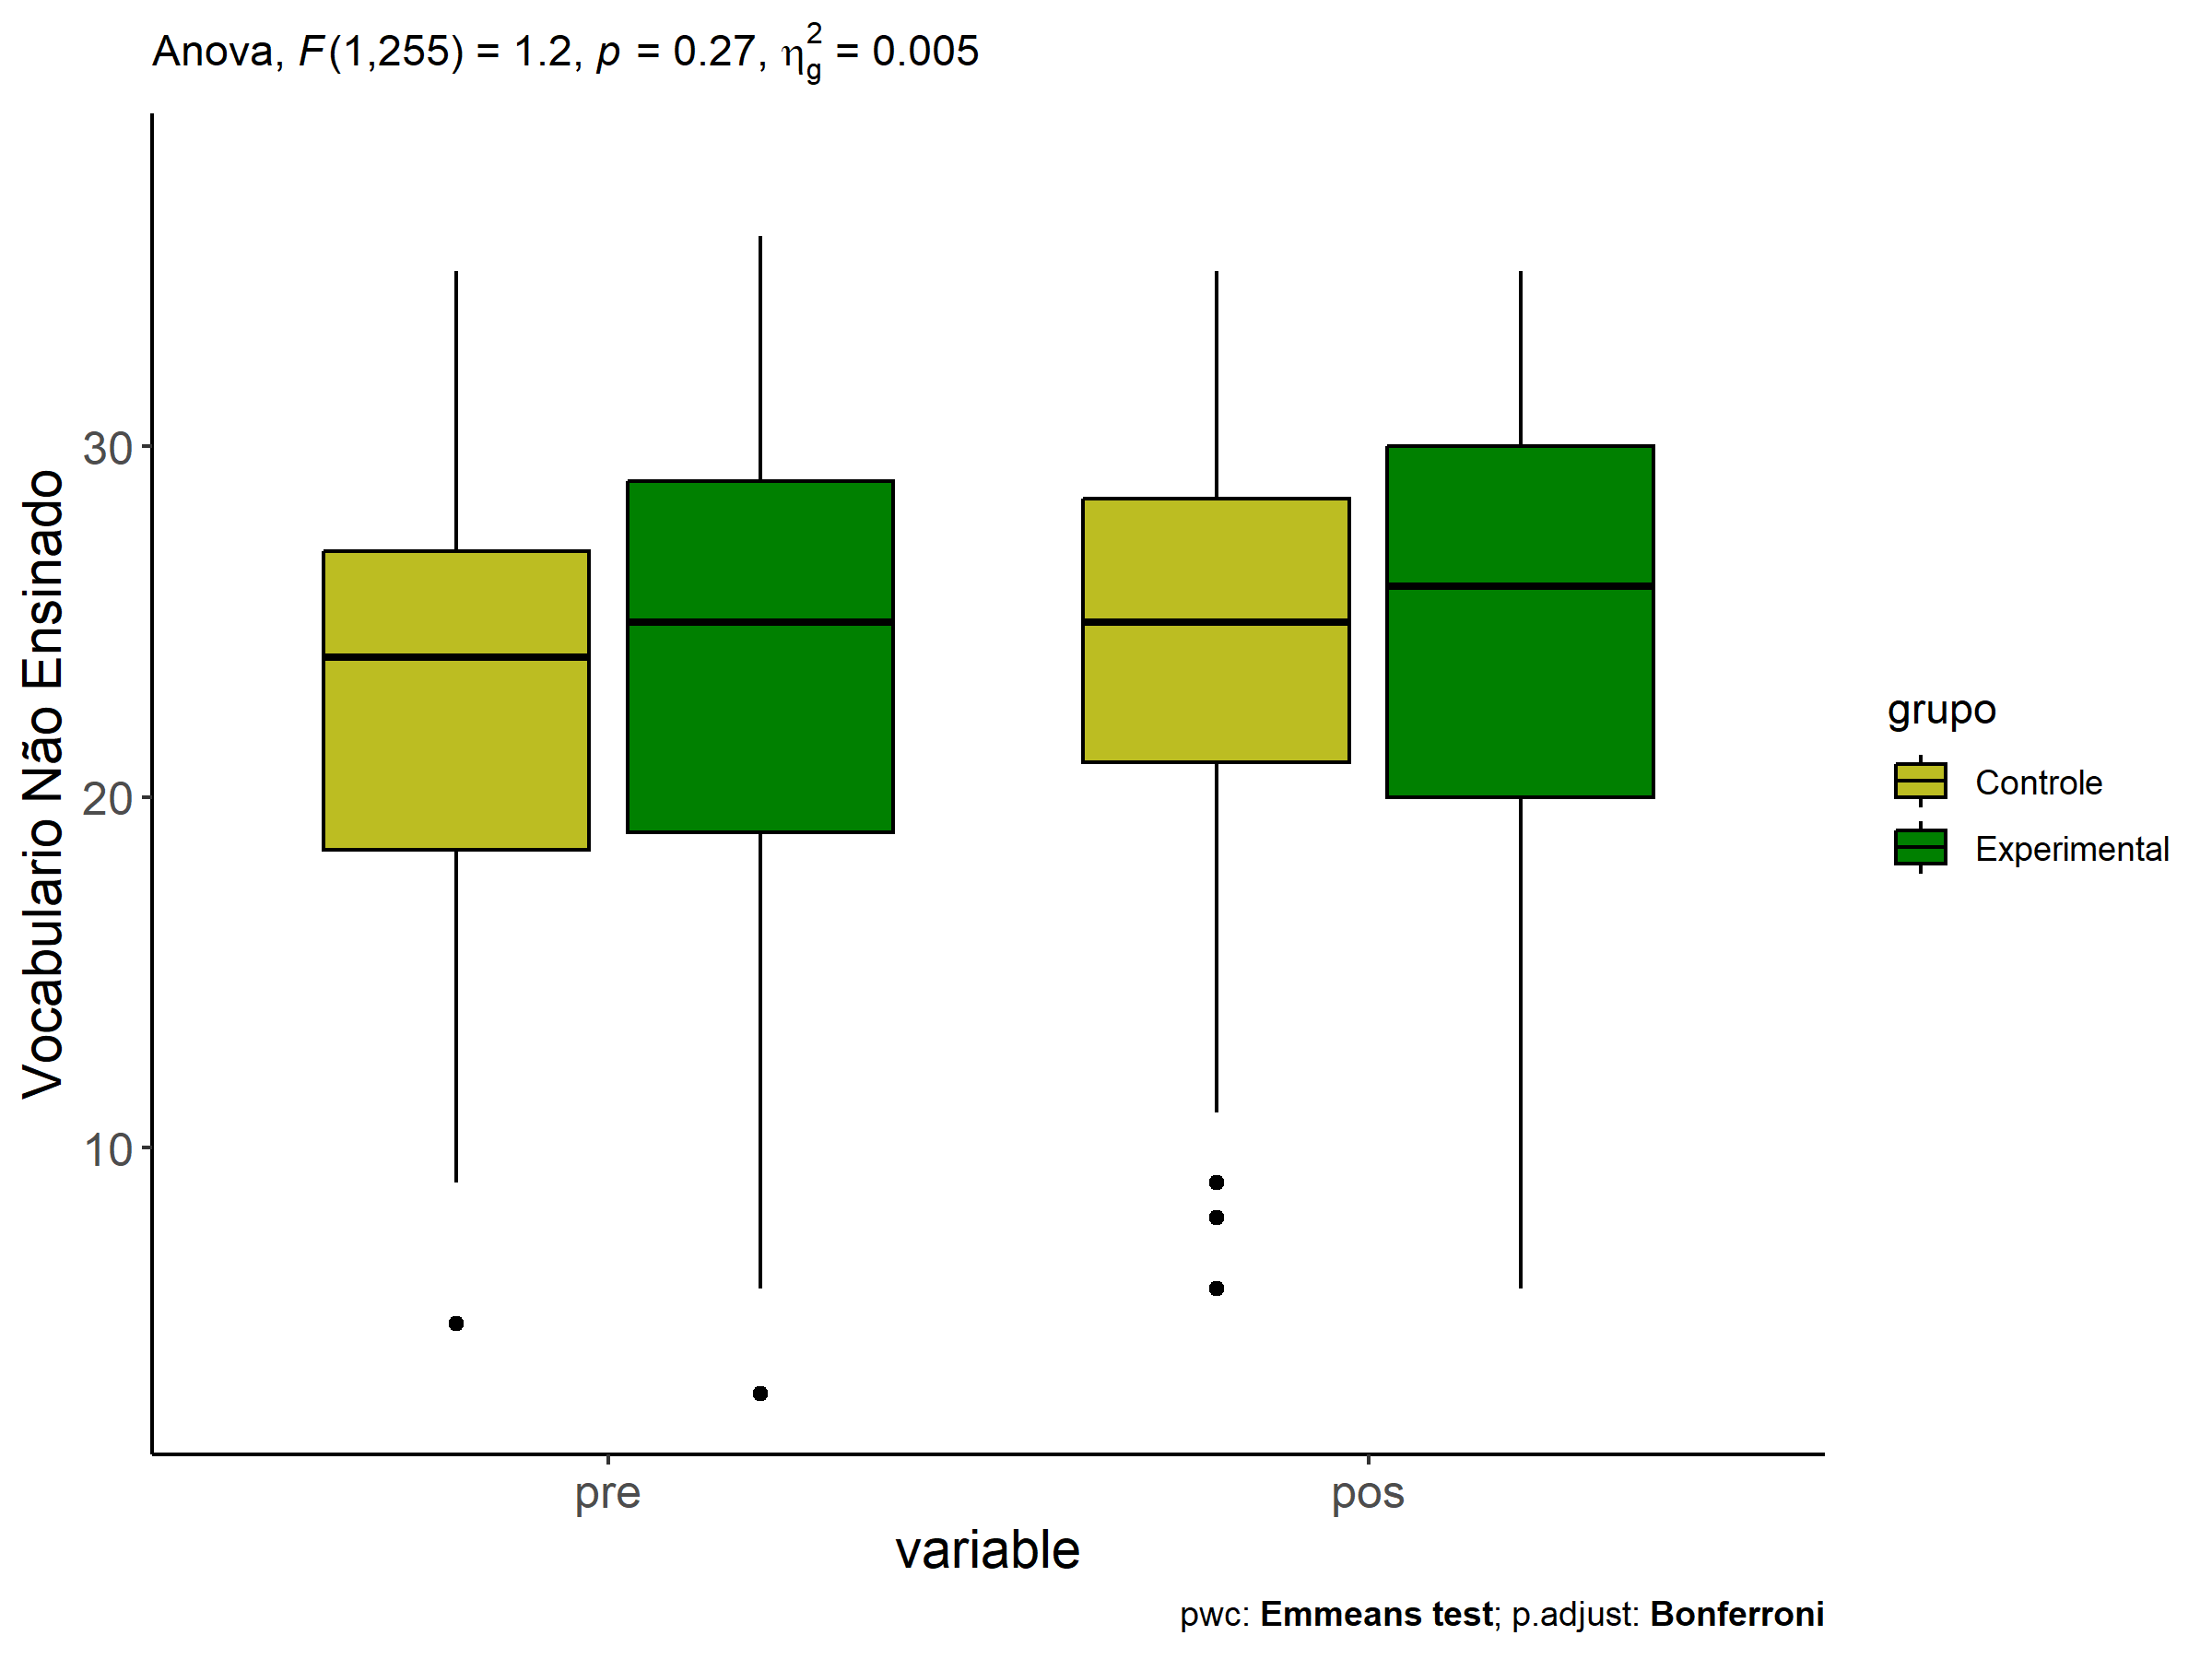 Anova, F(1,255) = 1.2, p = 0.27, η²g = 0.005
Vocabulario Não Ensinado
30
20
10
pre
pos
variable
grupo
Controle
Experimental
pwc: Emmeans test; p.adjust: Bonferroni